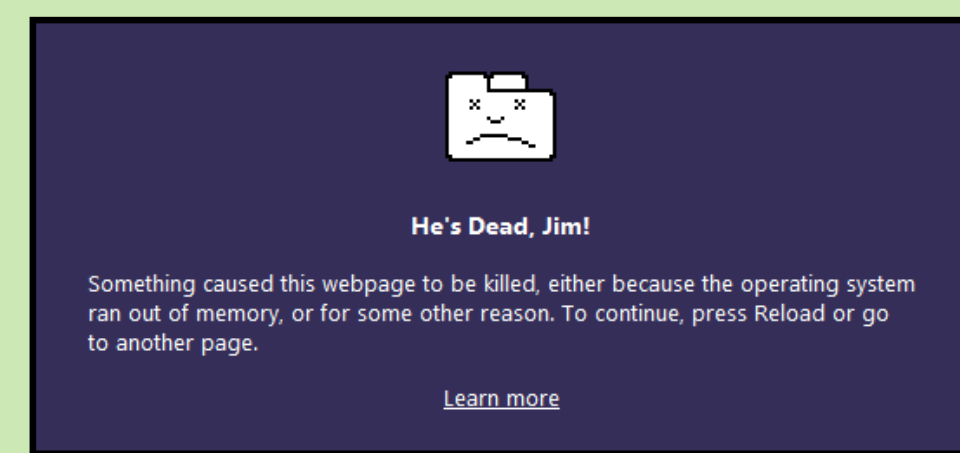 He's Dead, Jim!
Something caused this webpage to be killed, either because the operating system
ran out of memory, or for some other reason. To continue, press Reload or go
to another page.
Learn more